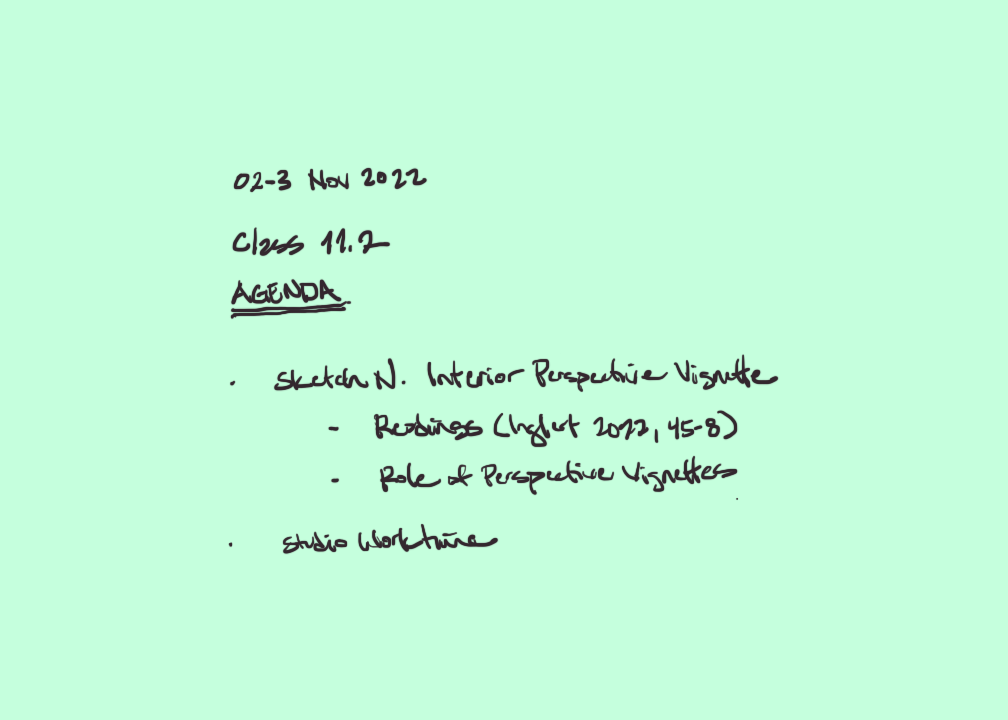 02-3 Nov 2022
Class 11.2
AGENDA
· Sketch N. Interior Perspective Vignette
- Readings ( 2022, 45-8)
- Role of Perspective Vignettes
· Studio Worktime